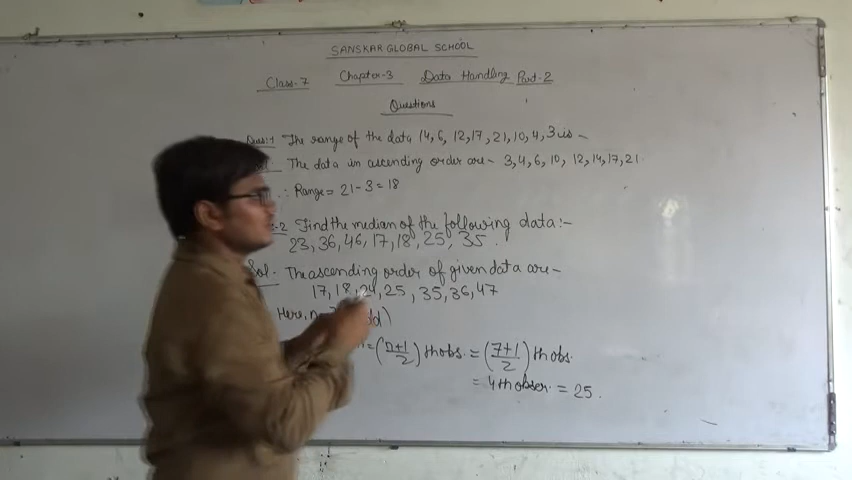 SANSKAR GLOBAL SCHOOL
Class-7 Chapter-3 Data Handling Part-2
Questions
Ques:1 The range of the data 14, 6, 12, 17, 21, 10, 4, 3 is -
The data in ascending order are - 3, 4, 6, 10, 12, 14, 17, 21.
∴ Range = 21 - 3 = 18
-2 Find the median of the following data:-
23, 36, 46, 17, 18, 25, 35.
Sol. The ascending order of given data are -
17, 18, 24, 25, 35, 36, 47
Here, n
= (n+1/2) th obs. = (7+1/2) th obs.
= 4th obser. = 25.